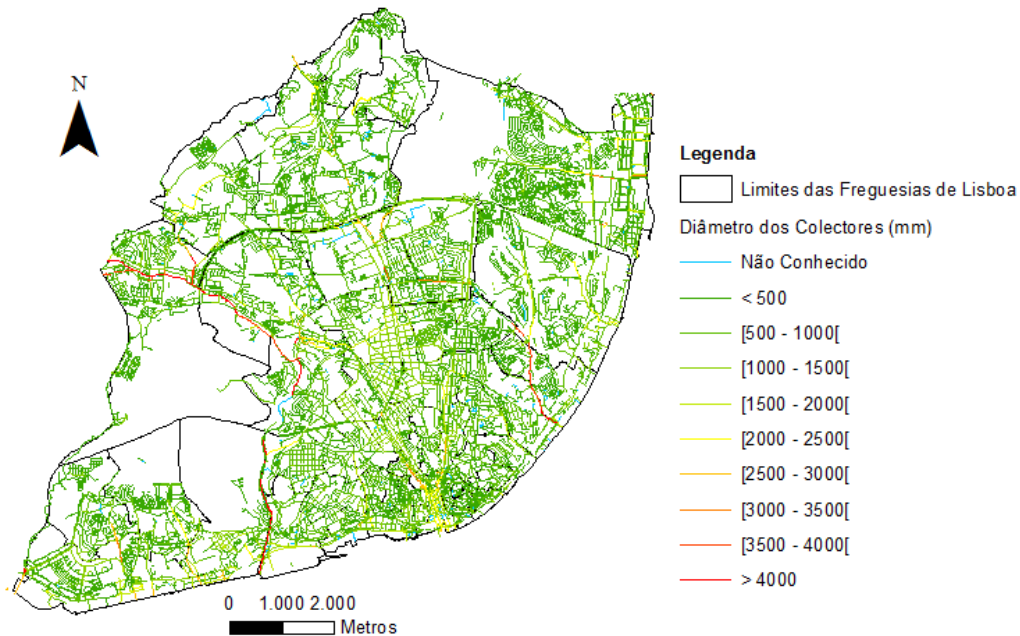 N
Legenda
Limites das Freguesias de Lisboa
Diâmetro dos Colectores (mm)
Não Conhecido
< 500
[500 - 1000[
[1000 - 1500[
[1500 - 2000[
[2000 - 2500[
[2500 - 3000[
[3000 - 3500[
[3500 - 4000[
> 4000
0 1.000 2.000
Metros